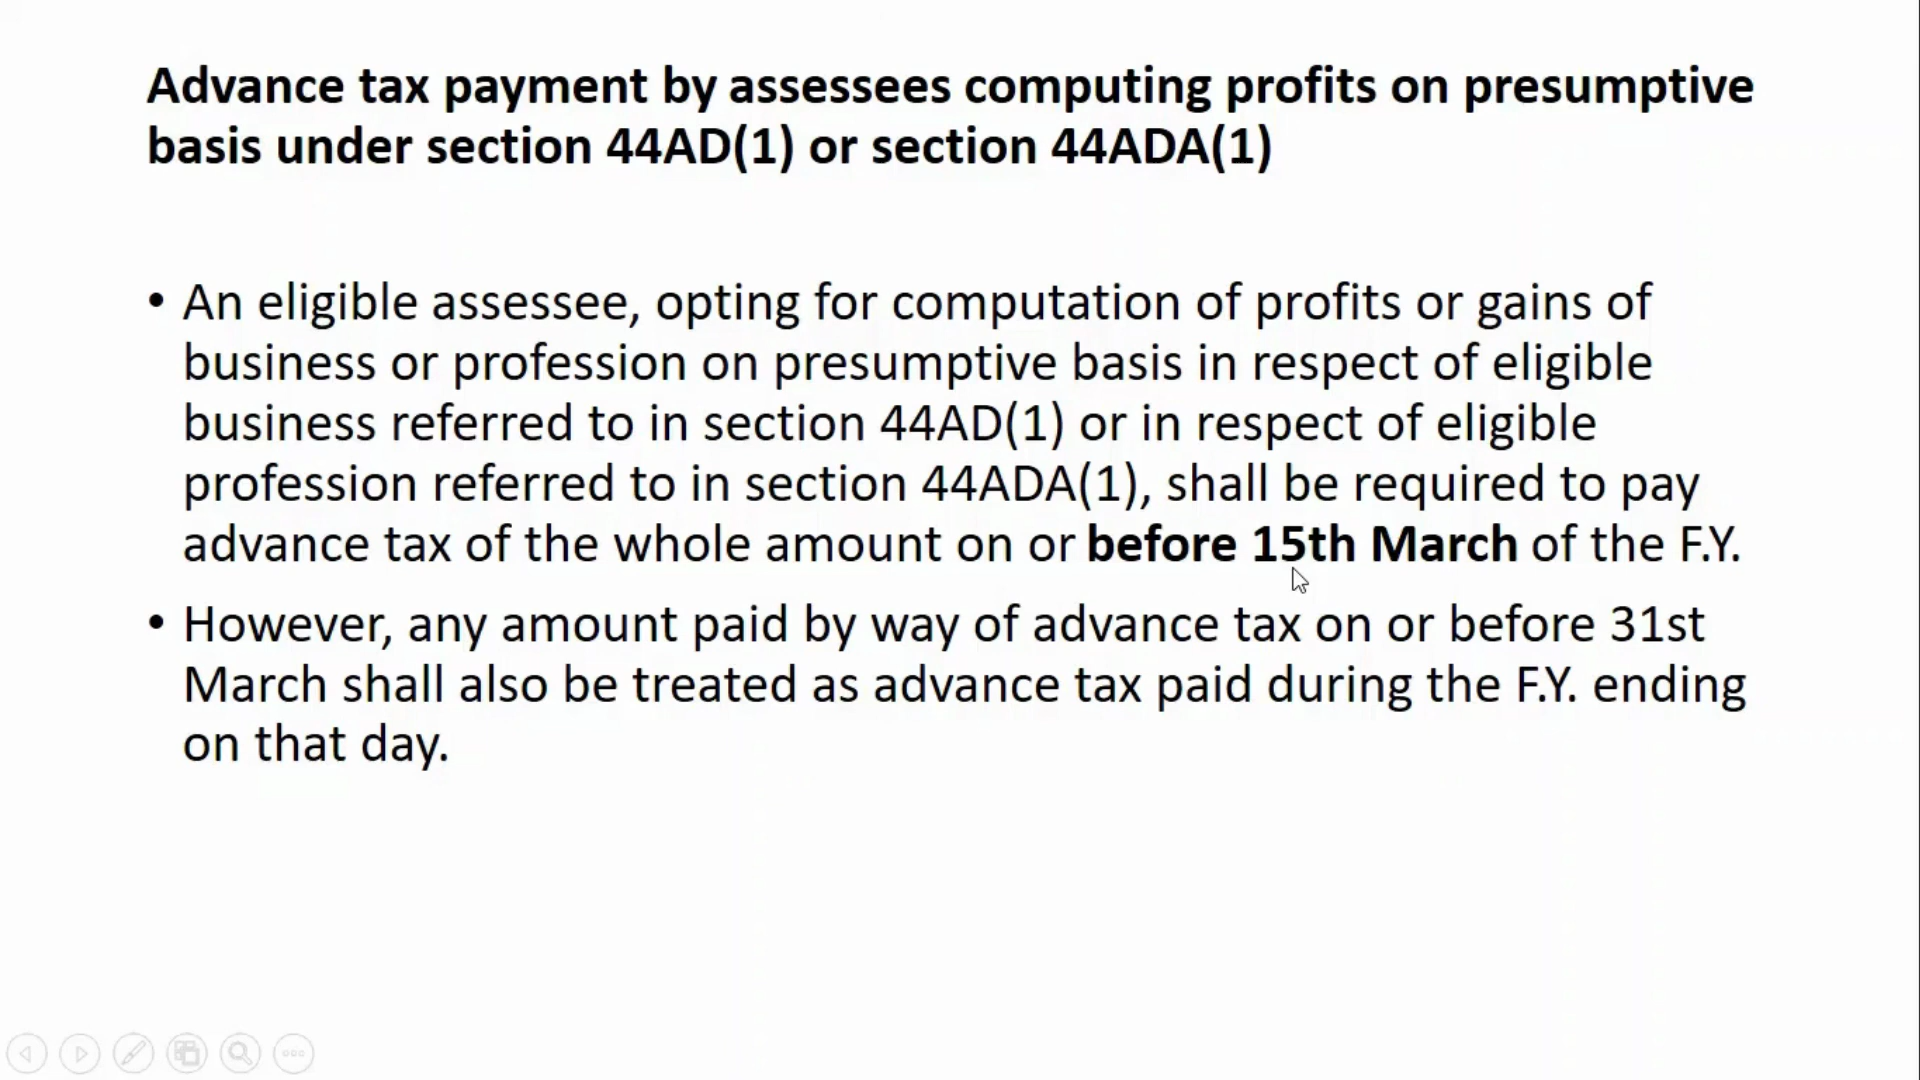 Advance tax payment by assessees computing profits on presumptive
basis under section 44AD(1) or section 44ADA(1)
• An eligible assessee, opting for computation of profits or gains of
business or profession on presumptive basis in respect of eligible
business referred to in section 44AD(1) or in respect of eligible
profession referred to in section 44ADA(1), shall be required to pay
advance tax of the whole amount on or before 15th March of the F.Y.
• However, any amount paid by way of advance tax on or before 31st
March shall also be treated as advance tax paid during the F.Y. ending
on that day.